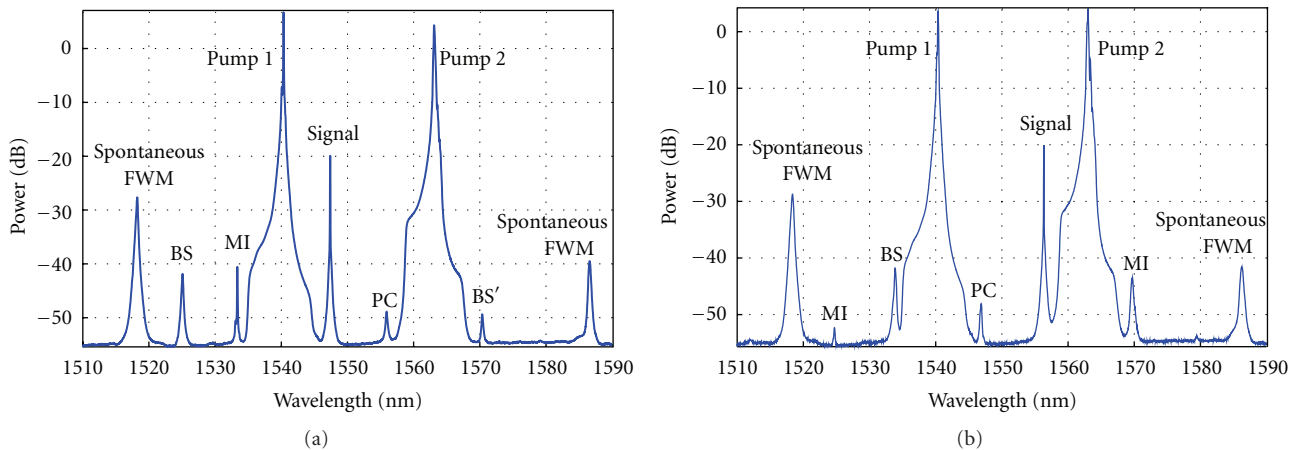 0
−10
−20
−30
−40
−50
Power (dB)
Pump 1
Pump 2
Signal
Spontaneous
FWM
BS
MI
PC
BS′
Spontaneous
FWM
1510 1520 1530 1540 1550 1560 1570 1580 1590
Wavelength (nm)
(a)
0
−10
−20
−30
−40
−50
Power (dB)
Pump 1
Pump 2
Signal
Spontaneous
FWM
MI
BS
PC
MI
Spontaneous
FWM
1510 1520 1530 1540 1550 1560 1570 1580 1590
Wavelength (nm)
(b)